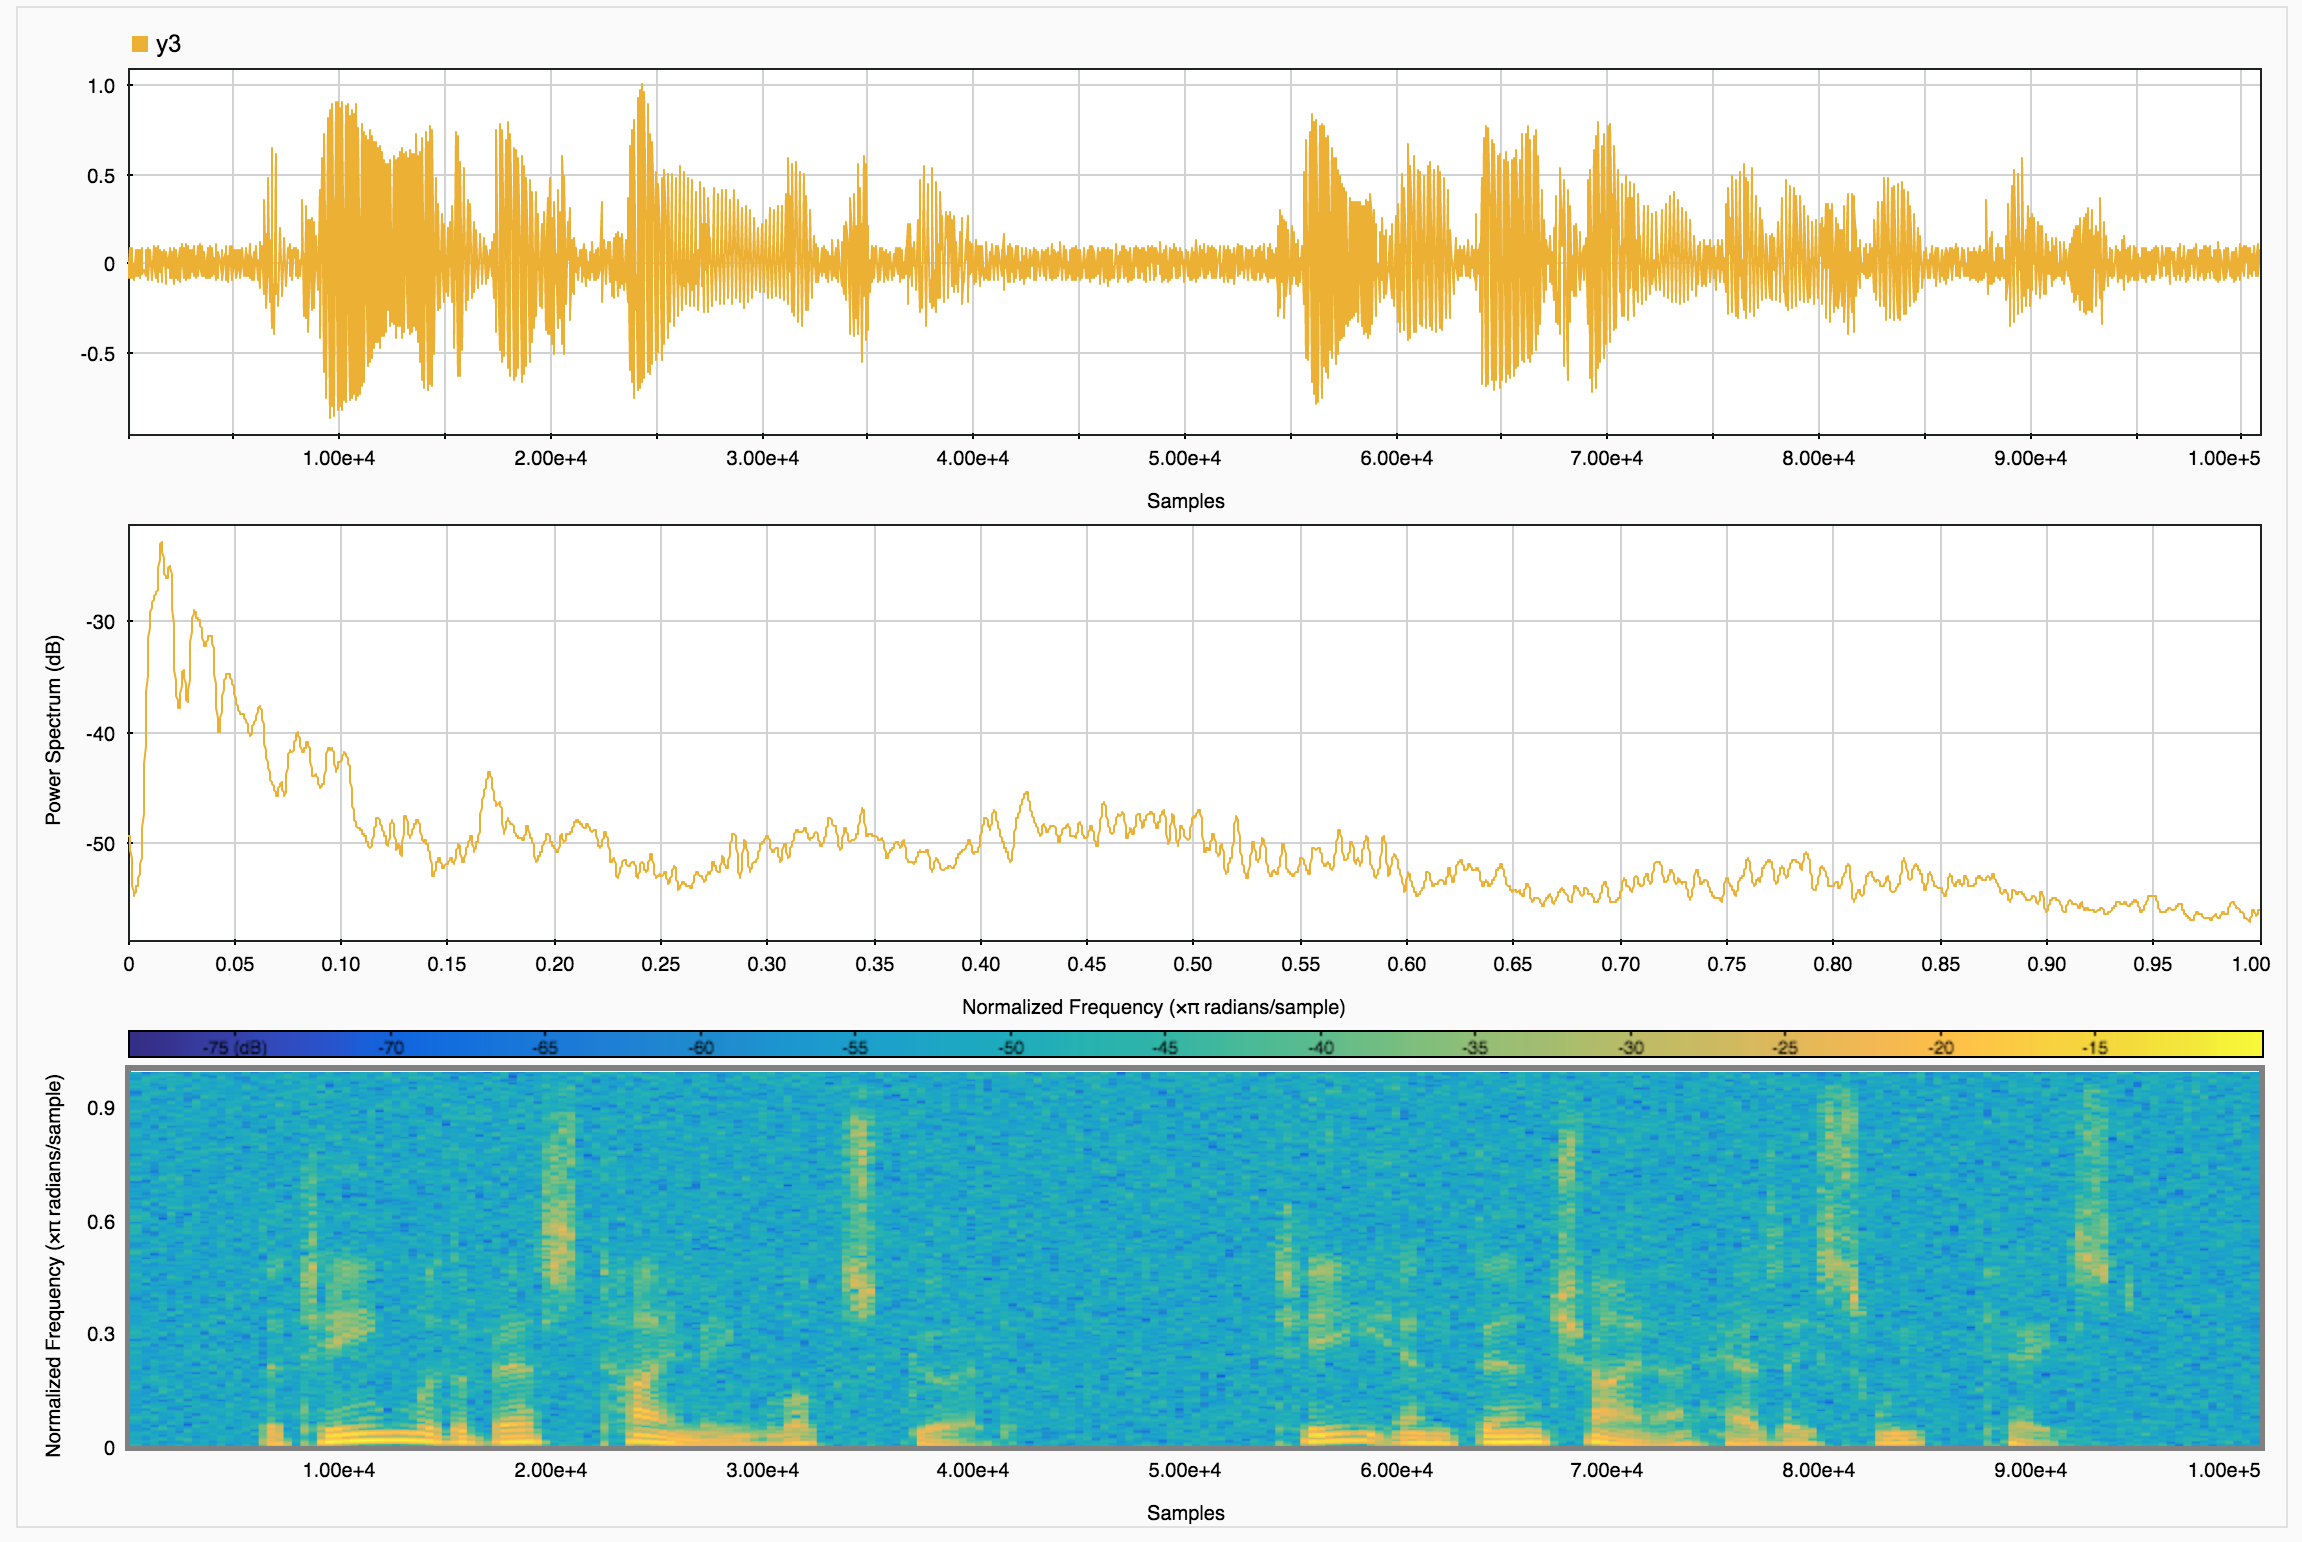 y3
1.0
0.5
0
-0.5
1.00e+4 2.00e+4 3.00e+4 4.00e+4 5.00e+4 6.00e+4 7.00e+4 8.00e+4 9.00e+4 1.00e+5
Samples
Power Spectrum (dB)
-30
-40
-50
0 0.05 0.10 0.15 0.20 0.25 0.30 0.35 0.40 0.45 0.50 0.55 0.60 0.65 0.70 0.75 0.80 0.85 0.90 0.95 1.00
Normalized Frequency (×π radians/sample)
-75 (dB) -70 -65 -60 -55 -50 -45 -40 -35 -30 -25 -20 -15
Normalized Frequency (×π radians/sample)
0.9
0.6
0.3
0
1.00e+4 2.00e+4 3.00e+4 4.00e+4 5.00e+4 6.00e+4 7.00e+4 8.00e+4 9.00e+4 1.00e+5
Samples